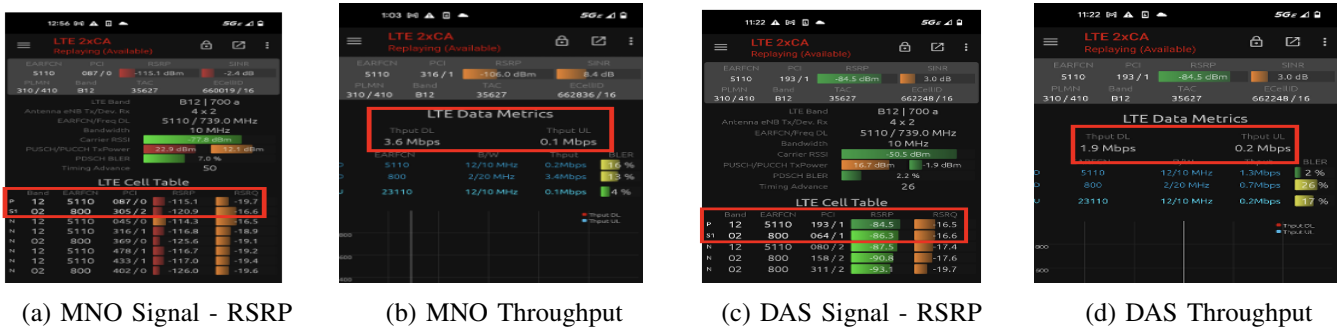 12:56
5GE
LTE 2xCA
Replaying (Available)
EARFCN PCI RSRP SINR
5110 087 / 0 -115.1 dBm -2.4 dB
PLMN Band TAC ECellID
310 / 410 B12 35627 660019 / 16
LTE Band B12 | 700 a
Antenna eNB Tx/Dev. Rx 4 x 2
EARFCN/Freq DL 5110 / 739.0 MHz
Bandwidth 10 MHz
Carrier RSSI -77.8 dBm
PUSCH/PUCCH TxPower 22.9 dBm 12.1 dBm
PDSCH BLER 7.0 %
Timing Advance 50
LTE Cell Table
Band EARFCN PCI RSRP RSRQ
P 12 5110 087 / 0 -115.1 -19.7
S1 02 800 305 / 2 -120.9 -16.6
N 12 5110 045 / 0 -114.3 -16.5
N 12 5110 316 / 1 -116.8 -18.9
N 02 800 369 / 0 -125.6 -19.1
N 12 5110 478 / 1 -116.7 -19.2
N 12 5110 433 / 1 -117.0 -19.4
N 02 800 402 / 0 -126.0 -19.6
(a) MNO Signal - RSRP
1:03
5GE
LTE 2xCA
Replaying (Available)
EARFCN PCI RSRP SINR
5110 316 / 1 -106.0 dBm 8.4 dB
PLMN Band TAC ECellID
310 / 410 B12 35627 662836 / 16
LTE Data Metrics
Thput DL Thput UL
3.6 Mbps 0.1 Mbps
EARFCN B/W Thput BLER
5110 12/10 MHz 0.2Mbps 16 %
800 2/20 MHz 3.4Mbps 13 %
23110 12/10 MHz 0.1Mbps 4 %
Thput DL
Thput UL
(b) MNO Throughput
11:22
5GE
LTE 2xCA
Replaying (Available)
EARFCN PCI RSRP SINR
5110 193 / 1 -84.5 dBm 3.0 dB
PLMN Band TAC ECellID
310 / 410 B12 35627 662248 / 16
LTE Band B12 | 700 a
Antenna eNB Tx/Dev. Rx 4 x 2
EARFCN/Freq DL 5110 / 739.0 MHz
Bandwidth 10 MHz
Carrier RSSI -50.5 dBm
PUSCH/PUCCH TxPower 16.7 dBm -1.9 dBm
PDSCH BLER 2.2 %
Timing Advance 26
LTE Cell Table
Band EARFCN PCI RSRP RSRQ
P 12 5110 193 / 1 -84.5 -16.5
S1 02 800 064 / 1 -86.3 -16.6
N 12 5110 080 / 2 -87.5 -17.4
N 02 800 158 / 2 -90.8 -17.6
N 02 800 311 / 2 -93.1 -19.7
(c) DAS Signal - RSRP
11:22
5GE
LTE 2xCA
Replaying (Available)
EARFCN PCI RSRP SINR
5110 193 / 1 -84.5 dBm 3.0 dB
PLMN Band TAC ECellID
310 / 410 B12 35627 662248 / 16
LTE Data Metrics
Thput DL Thput UL
1.9 Mbps 0.2 Mbps
EARFCN B/W Thput BLER
5110 12/10 MHz 1.3Mbps 2 %
800 2/20 MHz 0.7Mbps 26 %
23110 12/10 MHz 0.2Mbps 17 %
Thput DL
Thput UL
900
(d) DAS Throughput